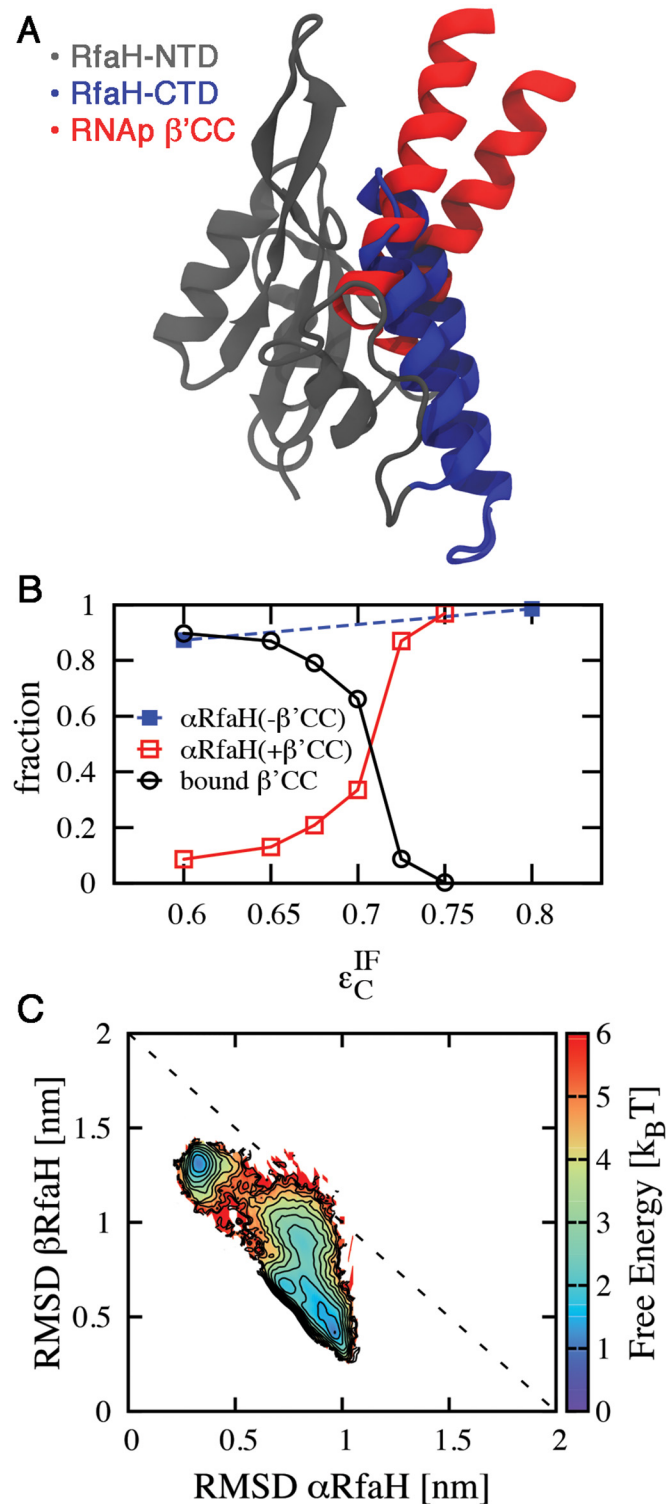 A
• RfaH-NTD
• RfaH-CTD
• RNAp β'CC
B
fraction
1
0.8
0.6
0.4
0.2
0
αRfaH(-β'CC)
αRfaH(+β'CC)
bound β'CC
0.6 0.65 0.7 0.75 0.8
ε_C^IF
C
RMSD βRfaH [nm]
2
1.5
1
0.5
0
0 0.5 1 1.5 2
RMSD αRfaH [nm]
6
5
4
3
2
1
0
Free Energy [k_BT]